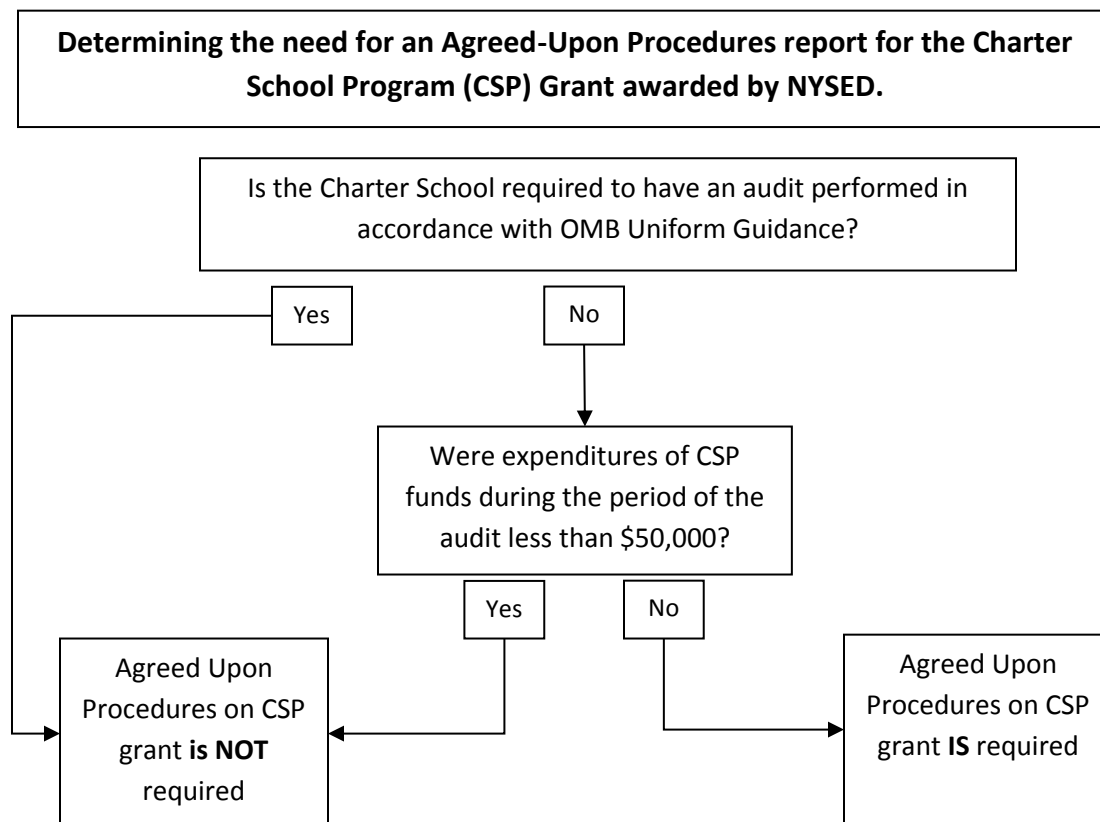 Determining the need for an Agreed-Upon Procedures report for the Charter
School Program (CSP) Grant awarded by NYSED.
Is the Charter School required to have an audit performed in
accordance with OMB Uniform Guidance?
Yes
No
Were expenditures of CSP
funds during the period of the
audit less than $50,000?
Yes
No
Agreed Upon
Procedures on CSP
grant is NOT
required
Agreed Upon
Procedures on CSP
grant IS required